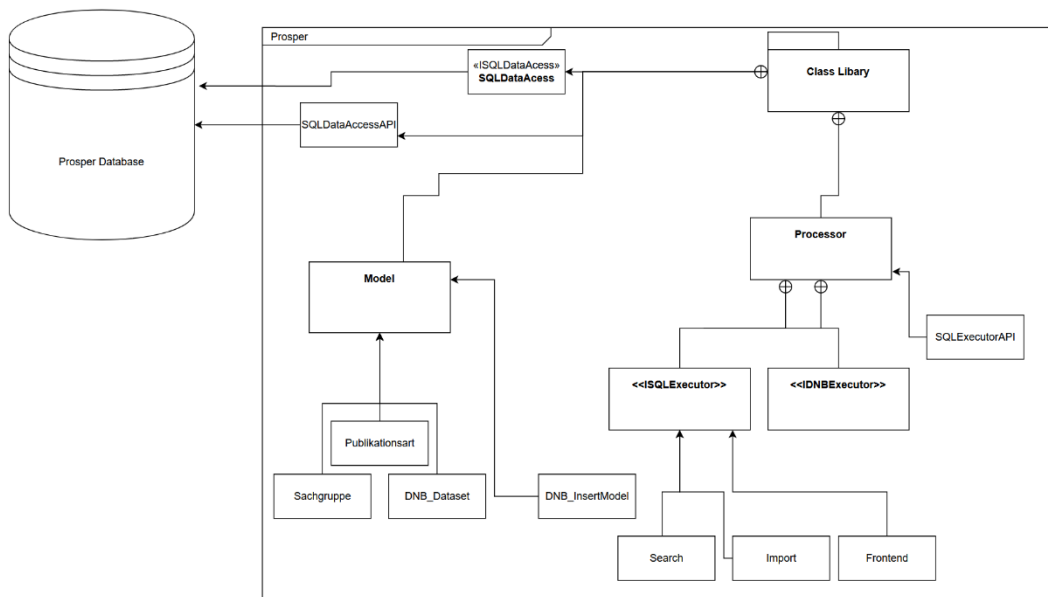 Prosper
«ISQLDataAcess»
SQLDataAcess
Class Libary
SQLDataAccessAPI
Prosper Database
Processor
Model
SQLExecutorAPI
<<ISQLExecutor>>
<<IDNBExecutor>>
Publikationsart
Sachgruppe
DNB_Dataset
DNB_InsertModel
Search
Import
Frontend